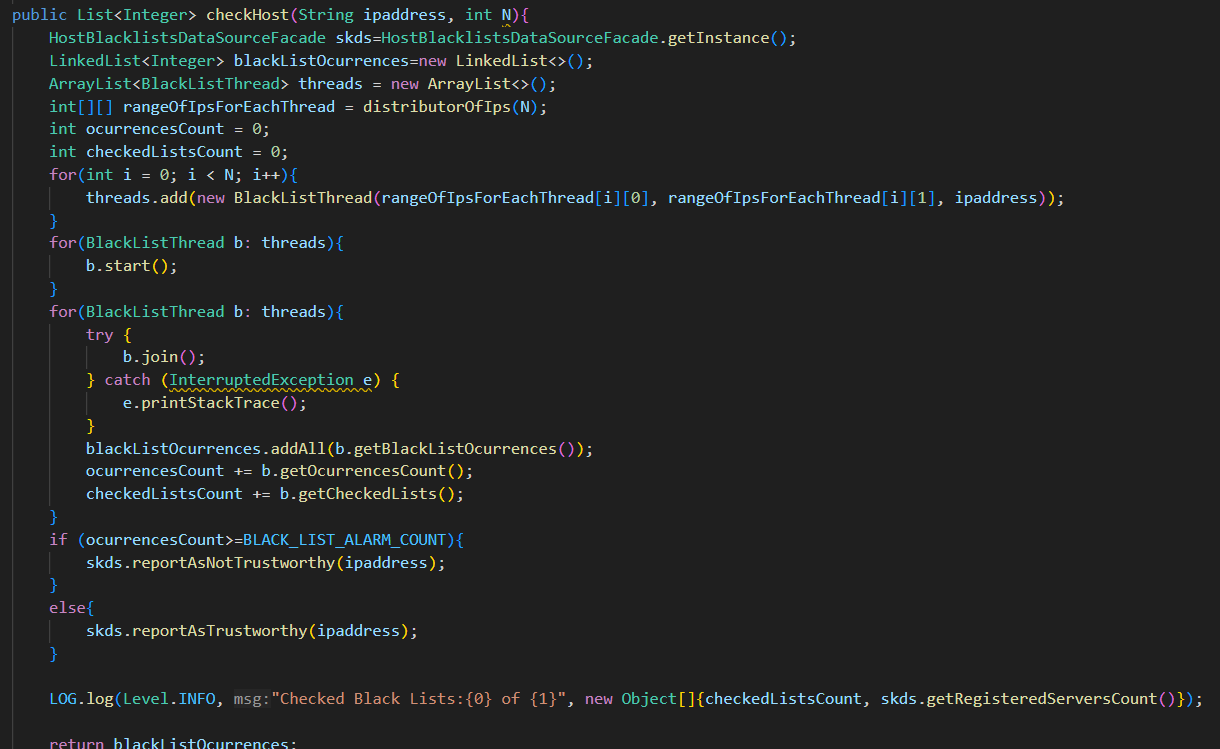 public List<Integer> checkHost(String ipaddress, int N){
    HostBlacklistsDataSourceFacade skds=HostBlacklistsDataSourceFacade.getInstance();
    LinkedList<Integer> blackListOcurrences=new LinkedList<>();
    ArrayList<BlackListThread> threads = new ArrayList<>();
    int[][] rangeOfIpsForEachThread = distributorOfIps(N);
    int ocurrencesCount = 0;
    int checkedListsCount = 0;
    for(int i = 0; i < N; i++){
        threads.add(new BlackListThread(rangeOfIpsForEachThread[i][0], rangeOfIpsForEachThread[i][1], ipaddress));
    }
    for(BlackListThread b: threads){
        b.start();
    }
    for(BlackListThread b: threads){
        try {
            b.join();
        } catch (InterruptedException e) {
            e.printStackTrace();
        }
        blackListOcurrences.addAll(b.getBlackListOcurrences());
        ocurrencesCount += b.getOcurrencesCount();
        checkedListsCount += b.getCheckedLists();
    }
    if (ocurrencesCount>=BLACK_LIST_ALARM_COUNT){
        skds.reportAsNotTrustworthy(ipaddress);
    }
    else{
        skds.reportAsTrustworthy(ipaddress);
    }
    LOG.log(Level.INFO, msg:"Checked Black Lists:{0} of {1}", new Object[]{checkedListsCount, skds.getRegisteredServersCount()});
    return blackListOcurrences;